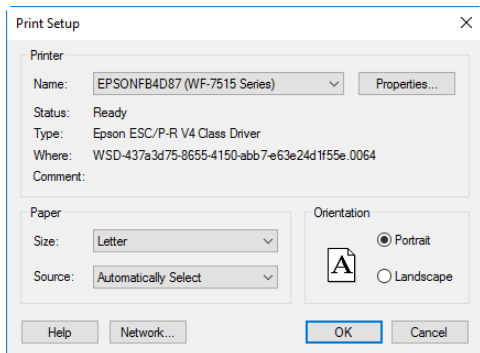 Print Setup
Printer
Name: EPSONFB4D87 (WF-7515 Series) Properties...
Status: Ready
Type: Epson ESC/P-R V4 Class Driver
Where: WSD-437a3d75-8655-4150-abb7-e63e24d1f55e.0064
Comment:
Paper
Size: Letter
Source: Automatically Select
Orientation
A
Portrait
Landscape
Help Network... OK Cancel